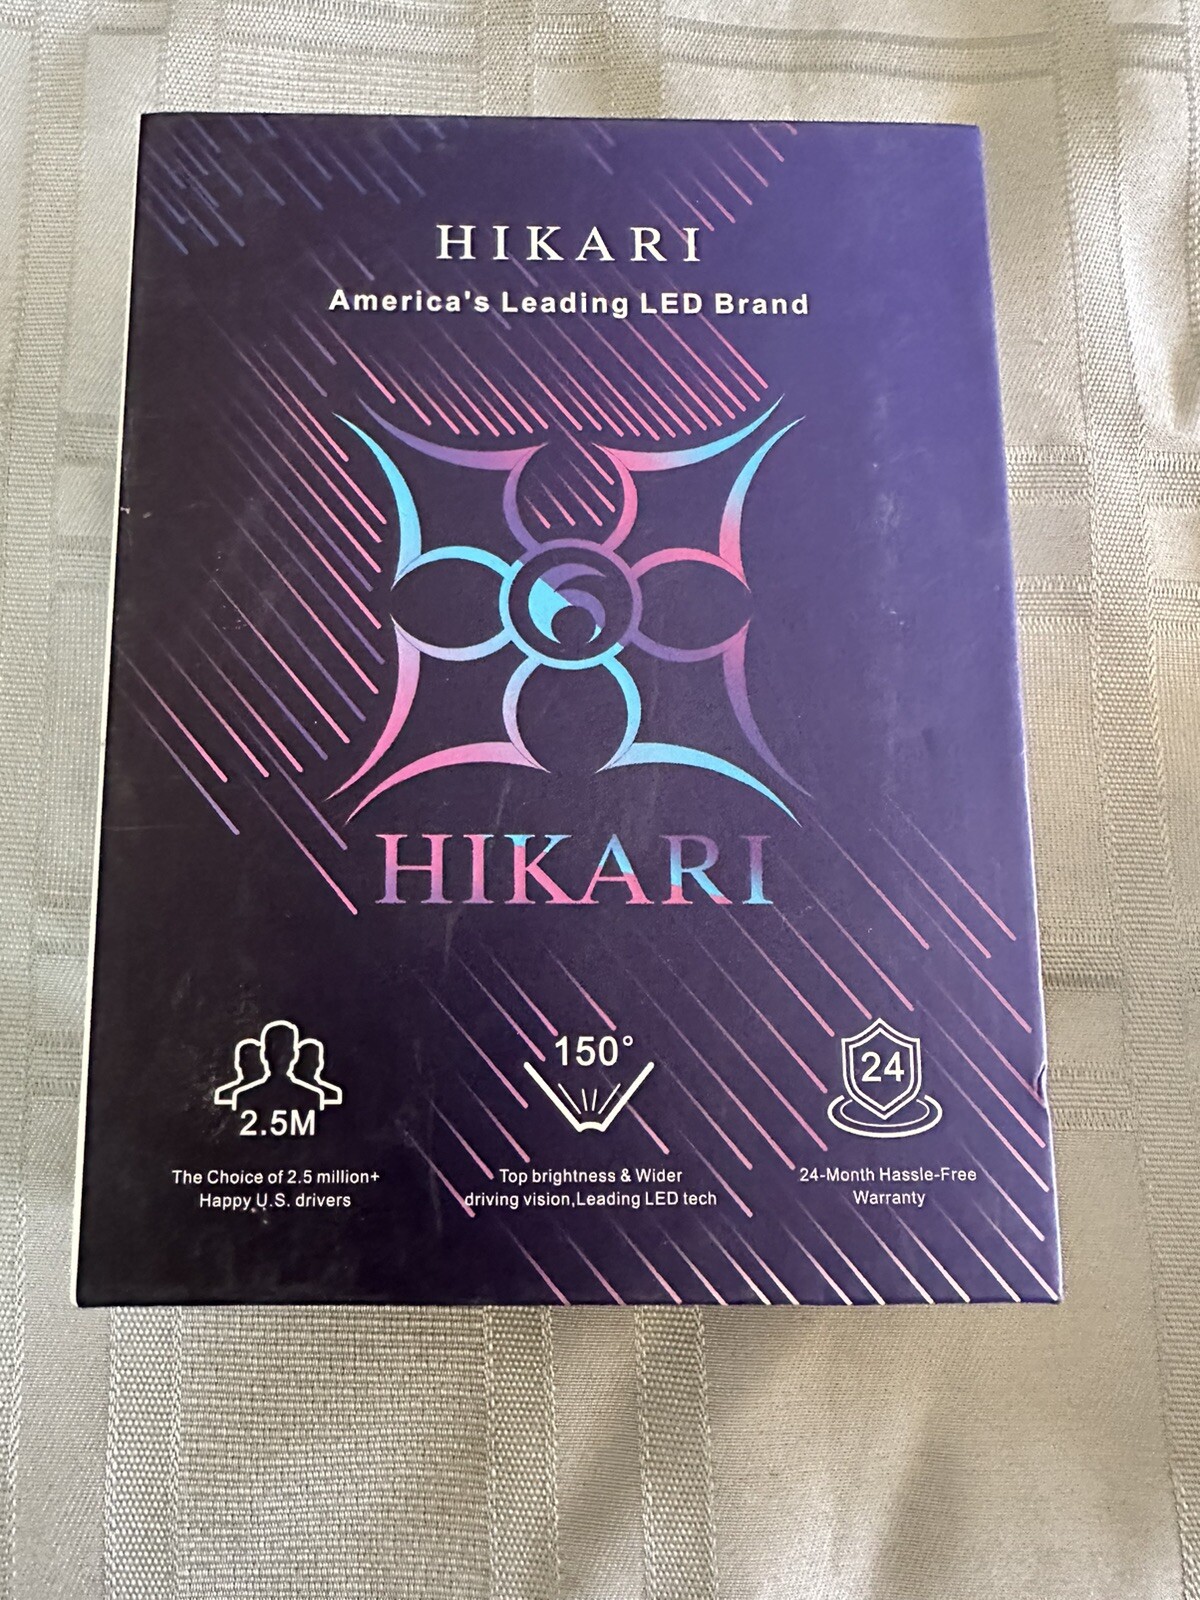 HIKARI
America's Leading LED Brand
HIKARI
2.5M
The Choice of 2.5 million+
Happy U.S. drivers
150°
Top brightness & Wider
driving vision,Leading LED tech
24
24-Month Hassle-Free
Warranty